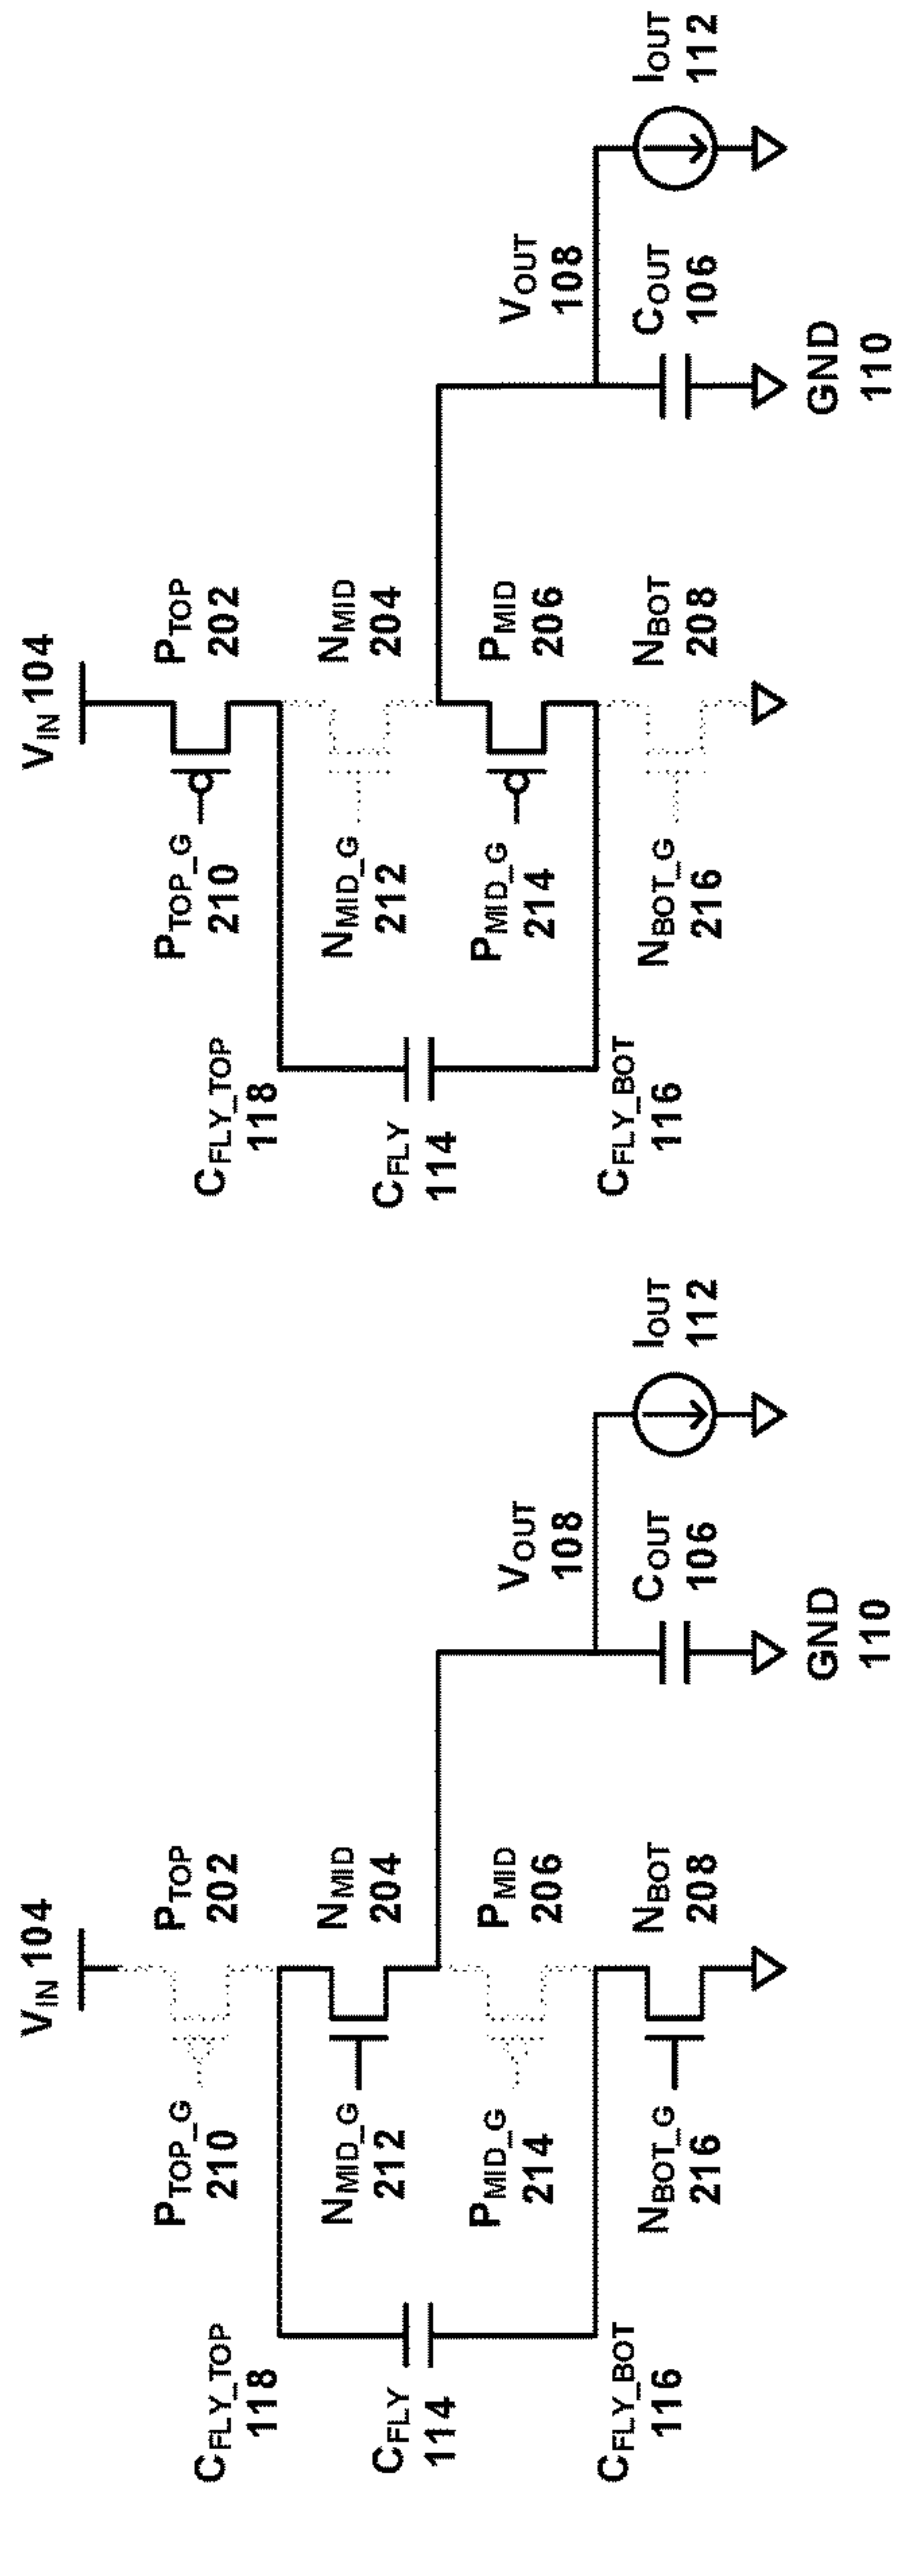 VIN 104
PTOP_G
210
PTOP
202
CFLY_TOP
118
NMID_G
212
NMID
204
CFLY
114
PMID_G
214
PMID
206
VOUT
108
CFLY_BOT
116
NBOT_G
216
NBOT
208
COUT
106
IOUT
112
GND
110
VIN 104
PTOP_G
210
PTOP
202
CFLY_TOP
118
NMID_G
212
NMID
204
CFLY
114
PMID_G
214
PMID
206
VOUT
108
CFLY_BOT
116
NBOT_G
216
NBOT
208
COUT
106
IOUT
112
GND
110